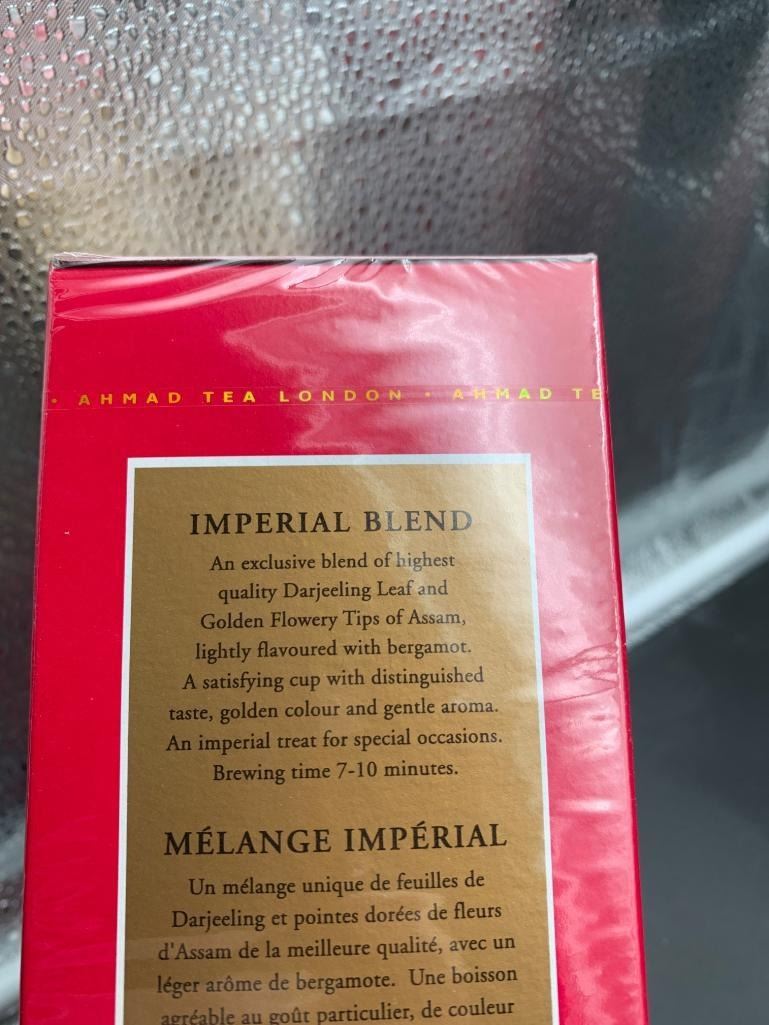 • AHMAD TEA LONDON • AHMAD TE
IMPERIAL BLEND
An exclusive blend of highest
quality Darjeeling Leaf and
Golden Flowery Tips of Assam,
lightly flavoured with bergamot.
A satisfying cup with distinguished
taste, golden colour and gentle aroma.
An imperial treat for special occasions.
Brewing time 7-10 minutes.
MÉLANGE IMPÉRIAL
Un mélange unique de feuilles de
Darjeeling et pointes dorées de fleurs
d'Assam de la meilleure qualité, avec un
léger arôme de bergamote. Une boisson
agréable au goût particulier, de couleur